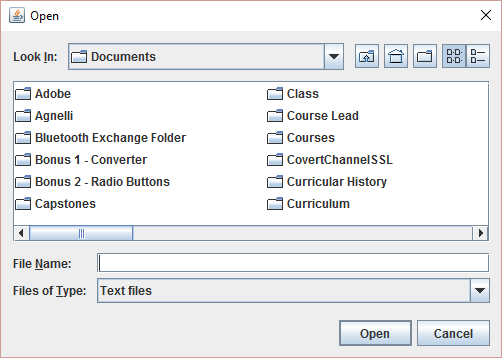 Open
Look In: Documents
Adobe Class
Agnelli Course Lead
Bluetooth Exchange Folder Courses
Bonus 1 - Converter CovertChannelSSL
Bonus 2 - Radio Buttons Curricular History
Capstones Curriculum
File Name:
Files of Type: Text files
Open Cancel